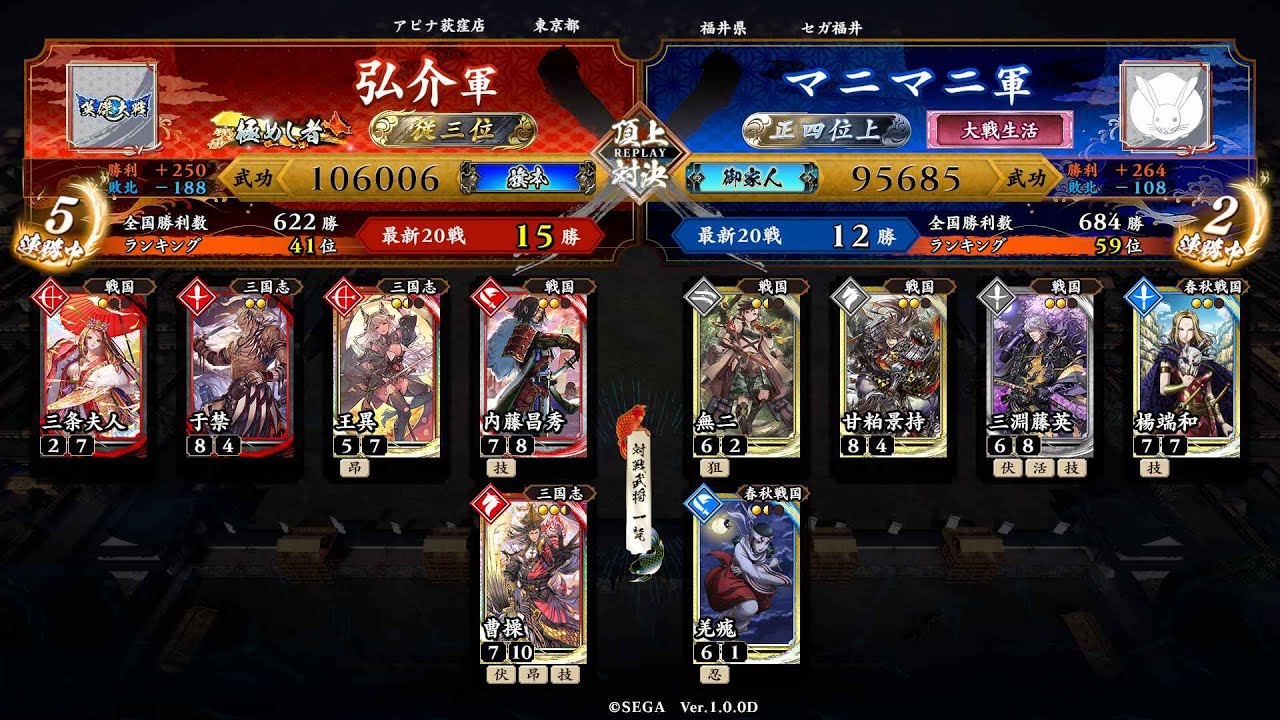 アピナ荻窪店 東京都
福井県 セガ福井
英傑大戦
弘介軍
極めし者 従三位
勝利 +250
敗北 -188
武功 106006 旗本
5連勝中
全国勝利数 622勝
ランキング 41位
最新20戦 15勝
頂上
REPLAY
対決
マニマニ軍
正四位上 大戦生活
御家人 95685 武功
勝利 +264
敗北 -108
最新20戦 12勝
全国勝利数 684勝
ランキング 59位
2連勝中
戦国
三条夫人
2 7
三国志
于禁
8 4
三国志
王異
5 7
昂
戦国
内藤昌秀
7 8
技
戦国
無二
6 2
狙
戦国
甘粕景持
8 4
戦国
三淵藤英
6 8
伏 活 技
春秋戦国
楊端和
7 7
技
対戦武将一覧
三国志
曹操
7 10
伏 昂 技
春秋戦国
羌瘣
6 1
忍
©SEGA Ver.1.0.0D